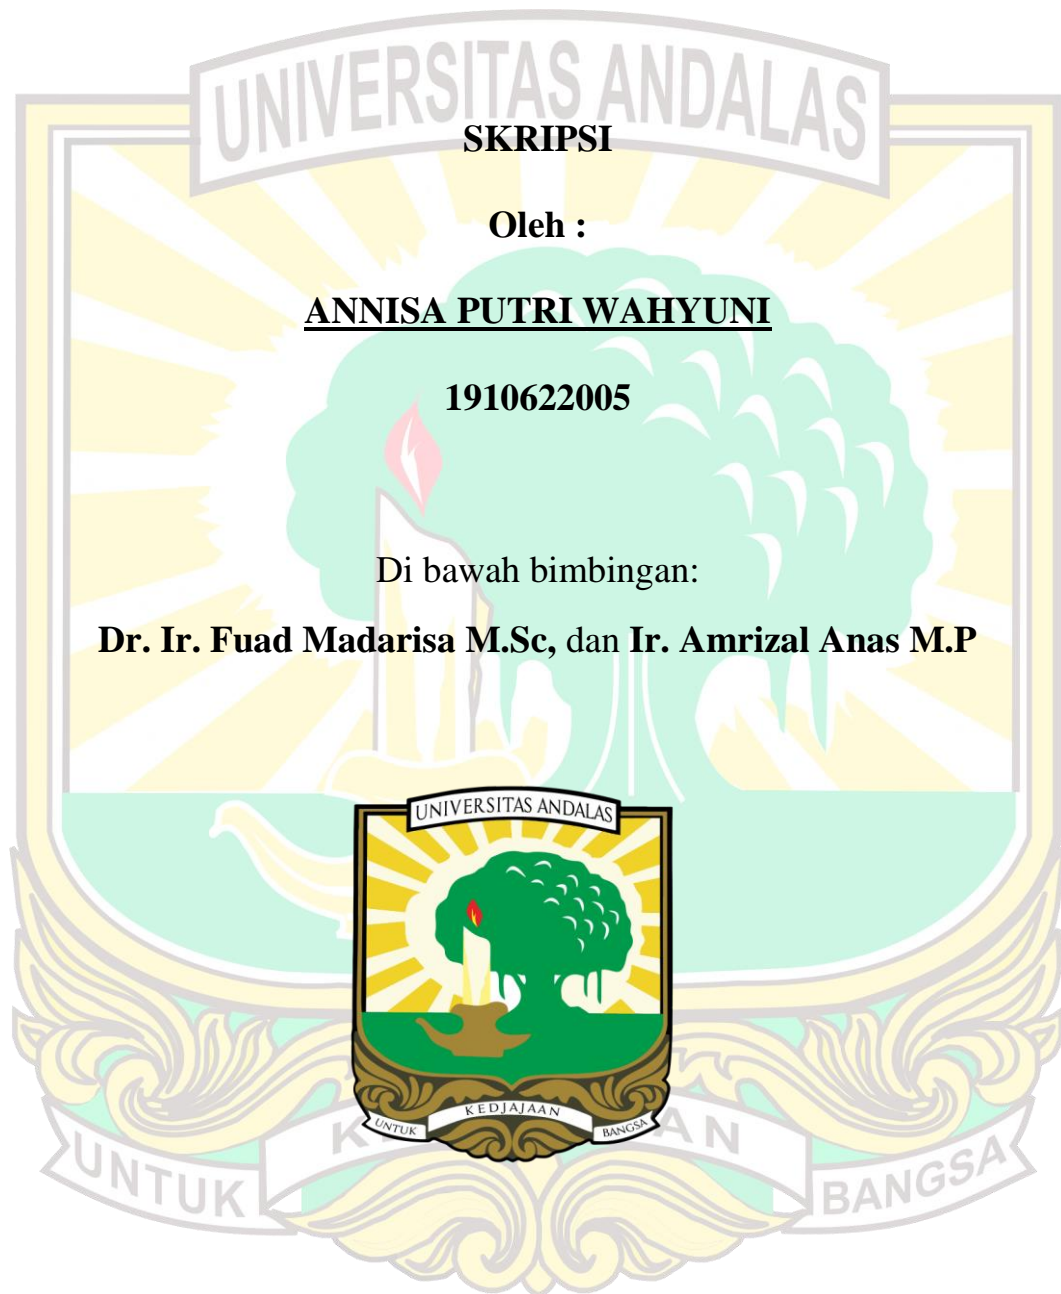 UNIVERSITAS ANDALAS
SKRIPSI
Oleh :
ANNISA PUTRI WAHYUNI
1910622005
Di bawah bimbingan:
Dr. Ir. Fuad Madarisa M.Sc, dan Ir. Amrizal Anas M.P
UNIVERSITAS ANDALAS
UNTUK KEDJAJAAN BANGSA
UNTUK K AN BANGSA